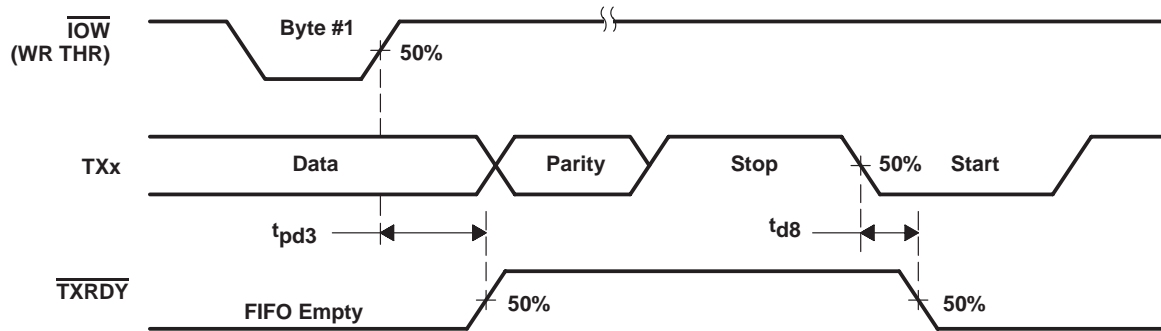 IOW
(WR THR)
Byte #1
50%
TXx
Data
Parity
Stop
50%
Start
tpd3
td8
TXRDY
FIFO Empty
50%
50%